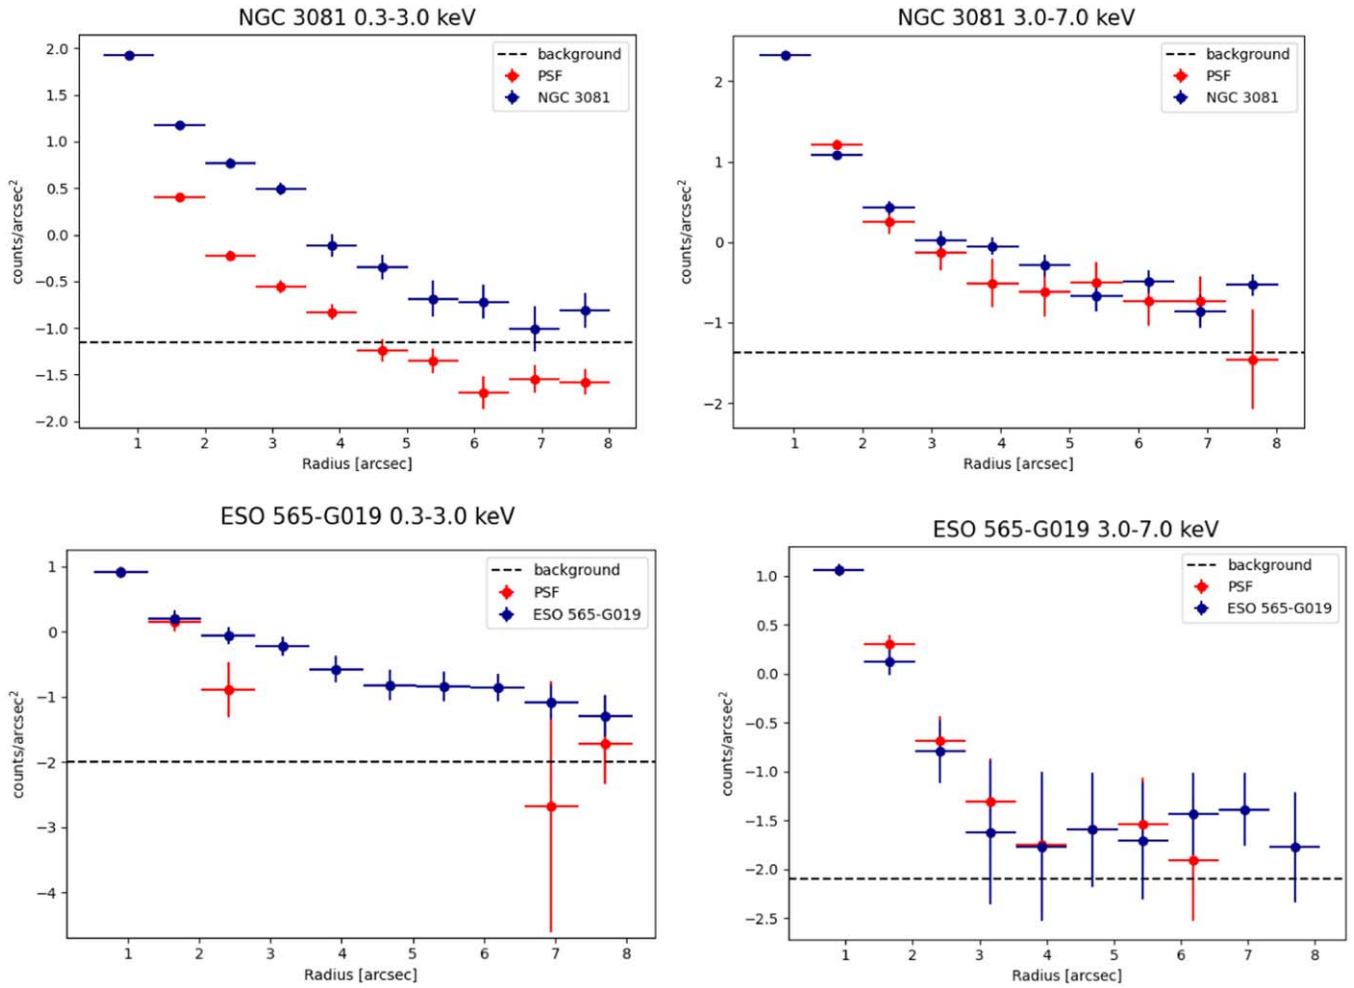 NGC 3081 0.3-3.0 keV
background
PSF
NGC 3081
counts/arcsec²
2.0
1.5
1.0
0.5
0.0
−0.5
−1.0
−1.5
−2.0
1 2 3 4 5 6 7 8
Radius [arcsec]
NGC 3081 3.0-7.0 keV
background
PSF
NGC 3081
counts/arcsec²
2
1
0
−1
−2
1 2 3 4 5 6 7 8
Radius [arcsec]
ESO 565-G019 0.3-3.0 keV
background
PSF
ESO 565-G019
counts/arcsec²
1
0
−1
−2
−3
−4
1 2 3 4 5 6 7 8
Radius [arcsec]
ESO 565-G019 3.0-7.0 keV
background
PSF
ESO 565-G019
counts/arcsec²
1.0
0.5
0.0
−0.5
−1.0
−1.5
−2.0
−2.5
1 2 3 4 5 6 7 8
Radius [arcsec]